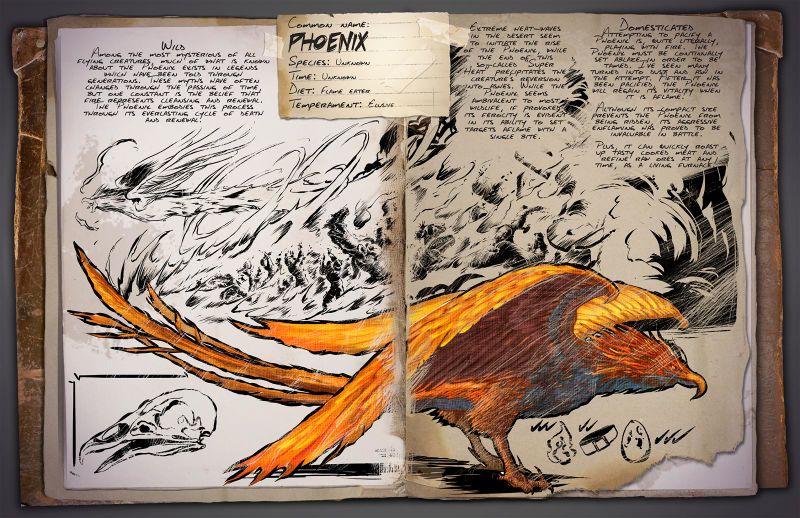 Wild
Among the most mysterious of all
flying creatures, much of what is known
about the Phoenix exists in legends
which have been told through
generations. These myths have often
changed through the passing of time,
but one constant is the belief that
fire represents cleansing and renewal.
The Phoenix embodies this process
through its everlasting cycle of death
and renewal!
Common name:
Phoenix
Species: Unknown
Time: Unknown
Diet: Flame eater
Temperament: Elusive
Extreme heat-waves
in the desert seem
to initiate the rise
of the Phoenix, while
the end of this
so-called Super
Heat precipitates the
creature's reversion
into ashes. While the
Phoenix seems
ambivalent to most
wildlife, if provoked
its ferocity is evident
in its ability to set
targets aflame with a
single bite.
Domesticated
Attempting to pacify a
Phoenix is, quite literally,
playing with fire. The
Phoenix must be continually
set ablaze in order to be
tamed. I've seen many
turned into dust and ash in
the attempt. After it has
been pacified, the Phoenix
will regain its vitality when
it is aflame.
Although its compact size
prevents the Phoenix from
being ridden, its aggressive
enflaming has proved to be
invaluable in battle.
Plus, it can quickly roast
up tasty cooked meat and
refine raw ores at any
time, as a living furnace!